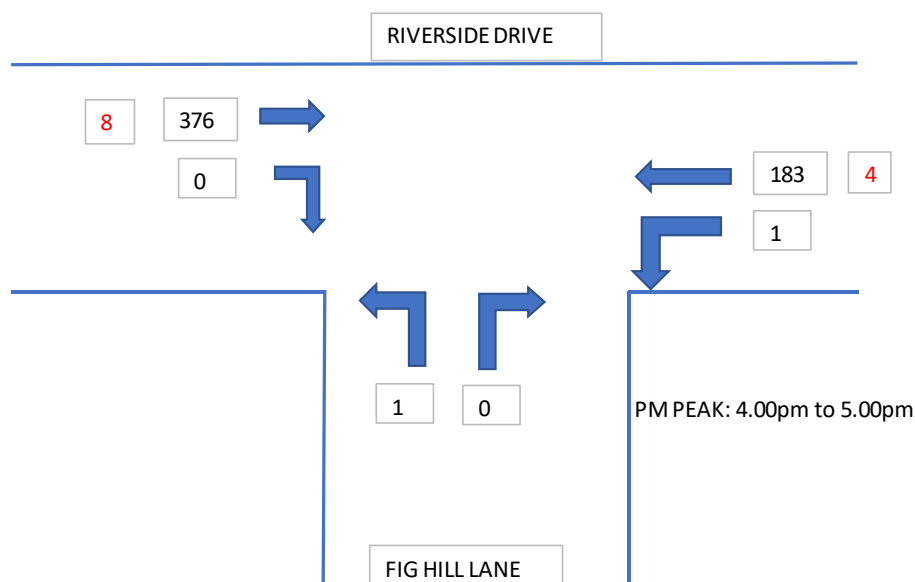 RIVERSIDE DRIVE
8 376
0
183 4
1
1 0
PM PEAK: 4.00pm to 5.00pm
FIG HILL LANE